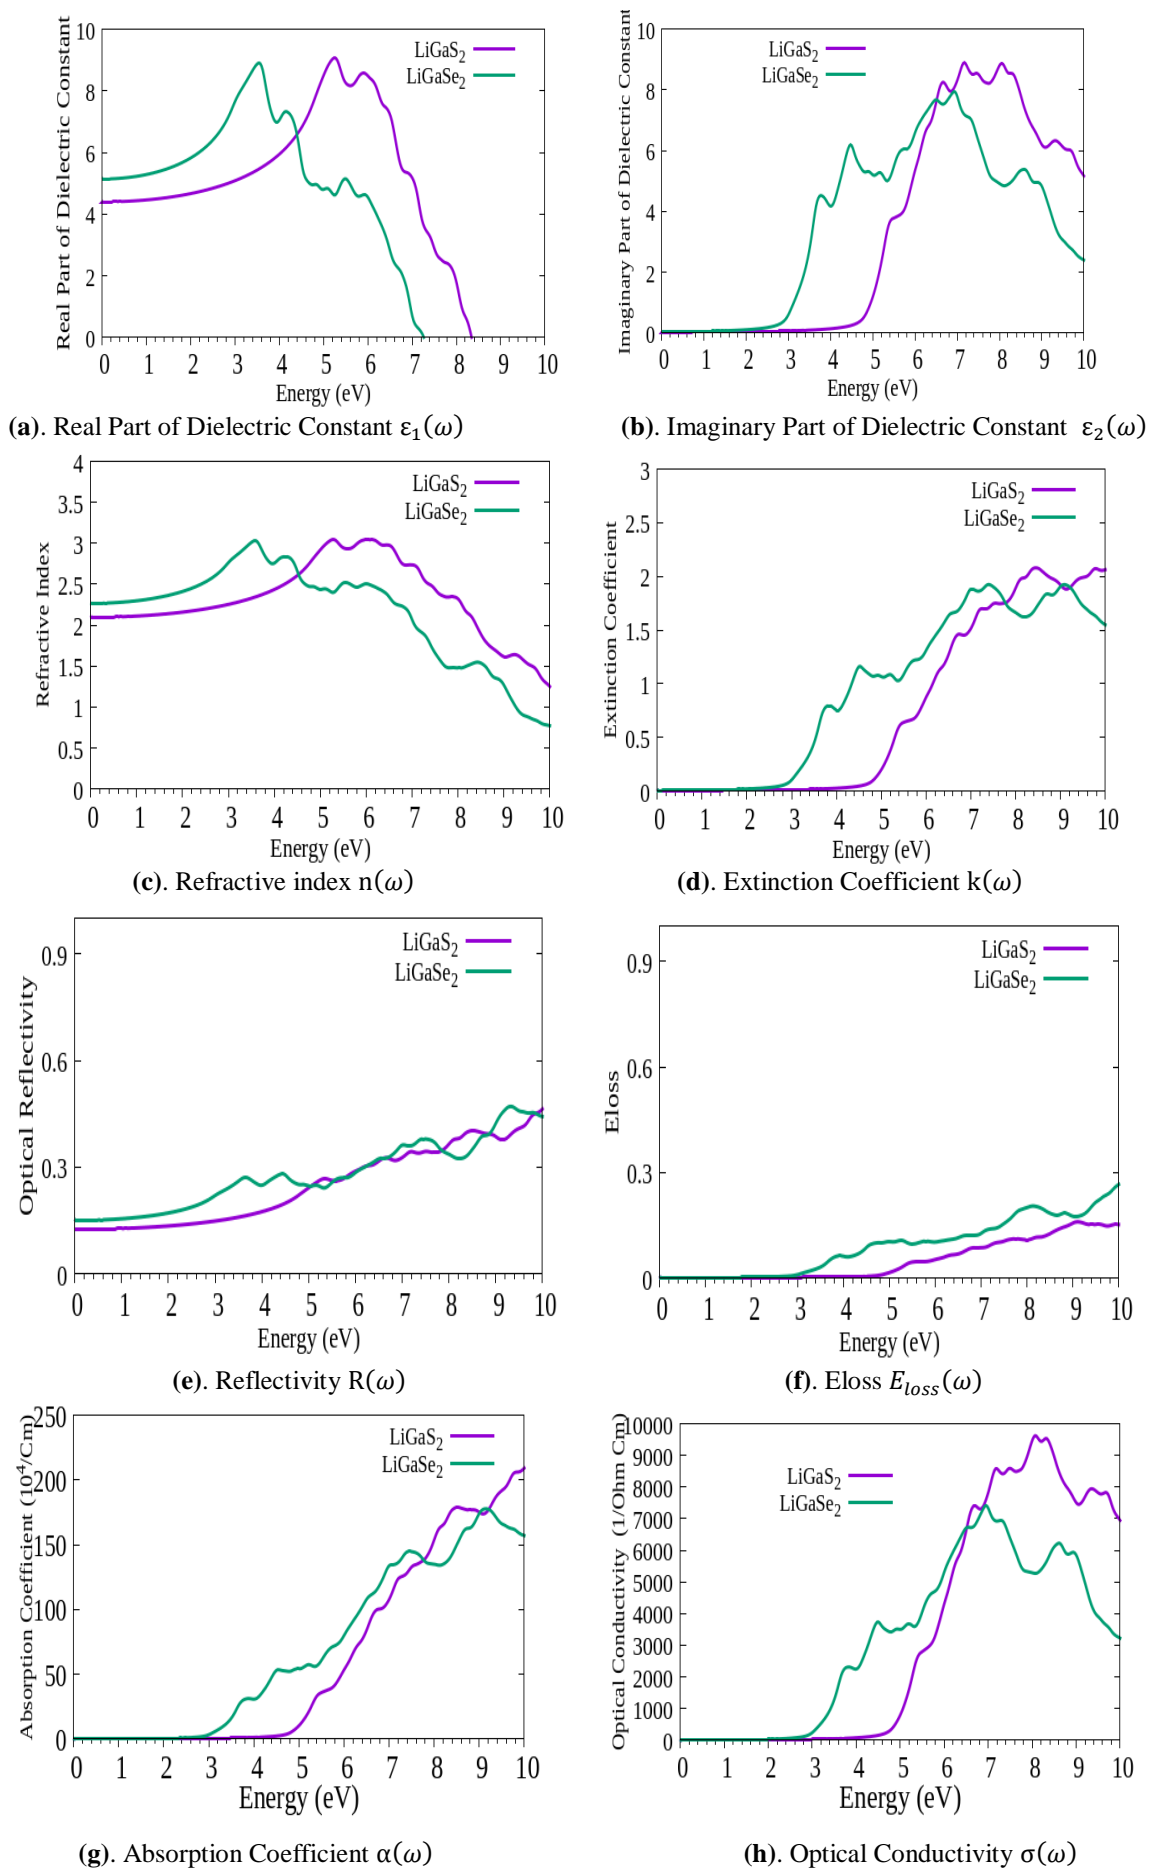 Real Part of Dielectric Constant
10
8
6
4
2
0
LiGaS2
LiGaSe2
0 1 2 3 4 5 6 7 8 9 10
Energy (eV)
(a). Real Part of Dielectric Constant ε₁(ω)
Imaginary Part of Dielectric Constant
10
8
6
4
2
0
LiGaS2
LiGaSe2
0 1 2 3 4 5 6 7 8 9 10
Energy (eV)
(b). Imaginary Part of Dielectric Constant ε₂(ω)
Refractive Index
4
3.5
3
2.5
2
1.5
1
0.5
0
LiGaS2
LiGaSe2
0 1 2 3 4 5 6 7 8 9 10
Energy (eV)
(c). Refractive index n(ω)
Extinction Coefficient
3
2.5
2
1.5
1
0.5
0
LiGaS2
LiGaSe2
0 1 2 3 4 5 6 7 8 9 10
Energy (eV)
(d). Extinction Coefficient k(ω)
Optical Reflectivity
0.9
0.6
0.3
0
LiGaS2
LiGaSe2
0 1 2 3 4 5 6 7 8 9 10
Energy (eV)
(e). Reflectivity R(ω)
Eloss
0.9
0.6
0.3
0
LiGaS2
LiGaSe2
0 1 2 3 4 5 6 7 8 9 10
Energy (eV)
(f). Eloss E_loss(ω)
Absorption Coefficient (10⁴/Cm)
250
200
150
100
50
0
LiGaS2
LiGaSe2
0 1 2 3 4 5 6 7 8 9 10
Energy (eV)
(g). Absorption Coefficient α(ω)
Optical Conductivity (1/Ohm Cm)
10000
9000
8000
7000
6000
5000
4000
3000
2000
1000
0
LiGaS2
LiGaSe2
0 1 2 3 4 5 6 7 8 9 10
Energy (eV)
(h). Optical Conductivity σ(ω)